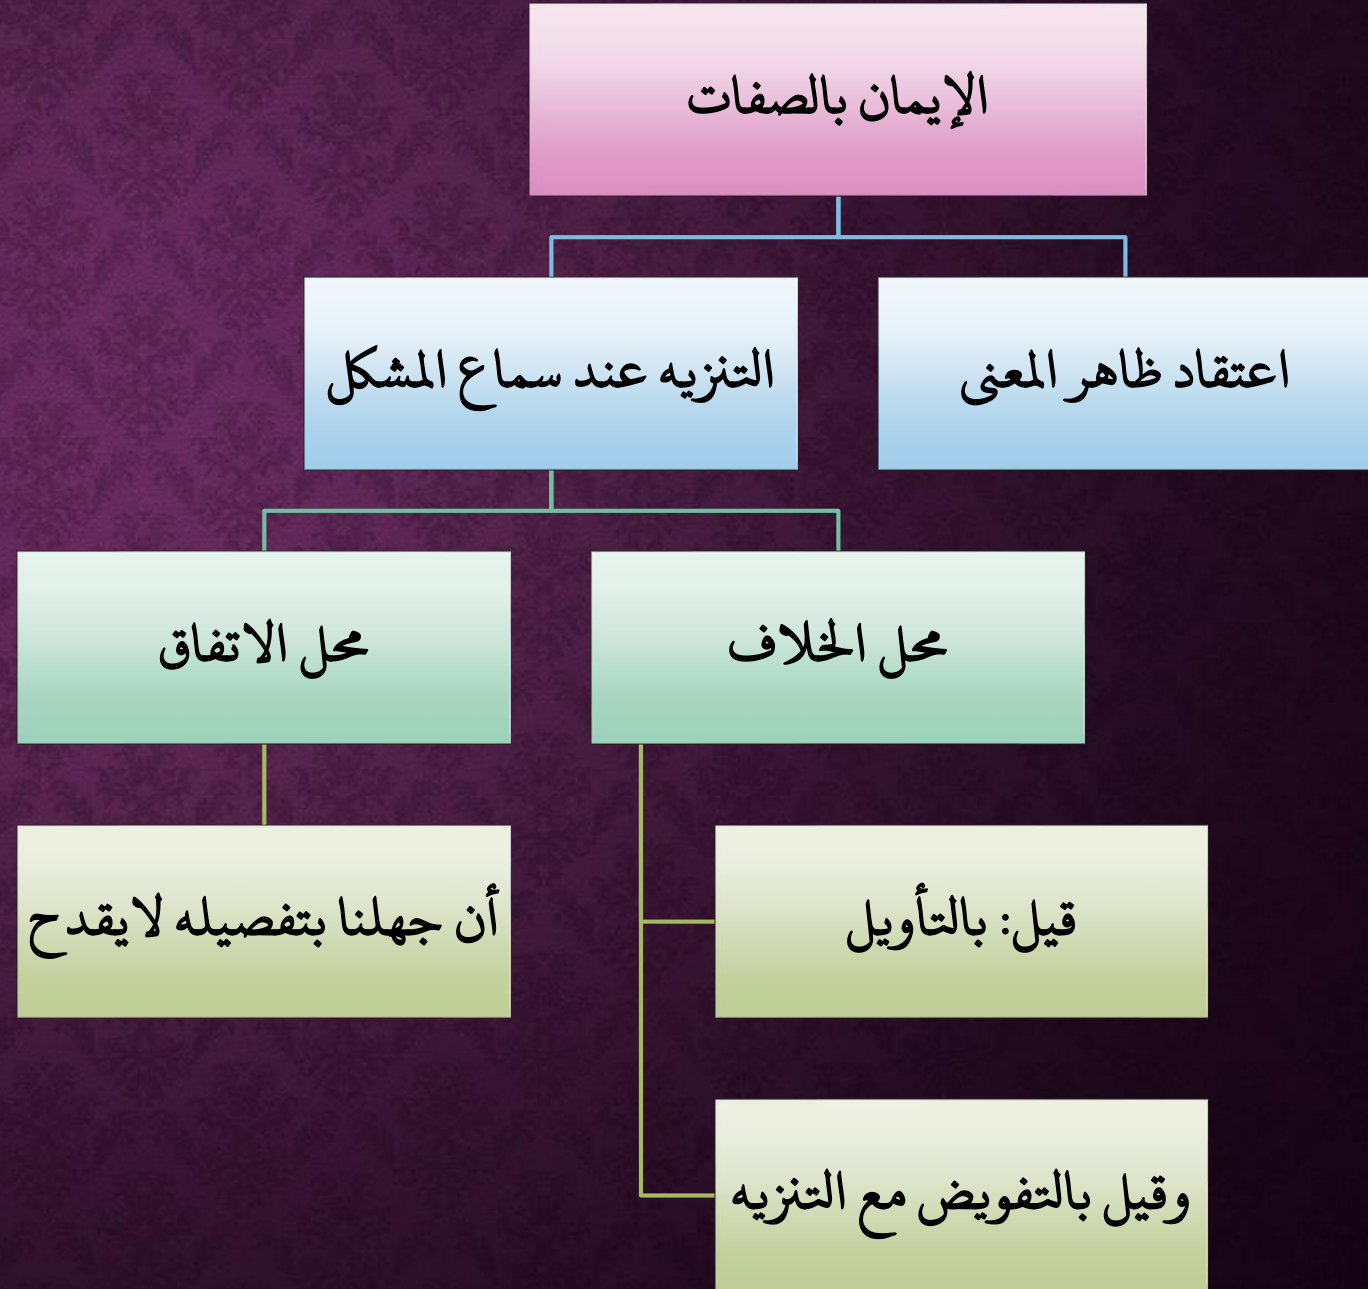 الإيمان بالصفات
اعتقاد ظاهر المعنى
التنزيه عند سماع المشكل
محل الخلاف
محل الاتفاق
قيل: بالتأويل
أن جهلنا بتفصيله لايقدح
وقيل بالتفويض مع التنزيه